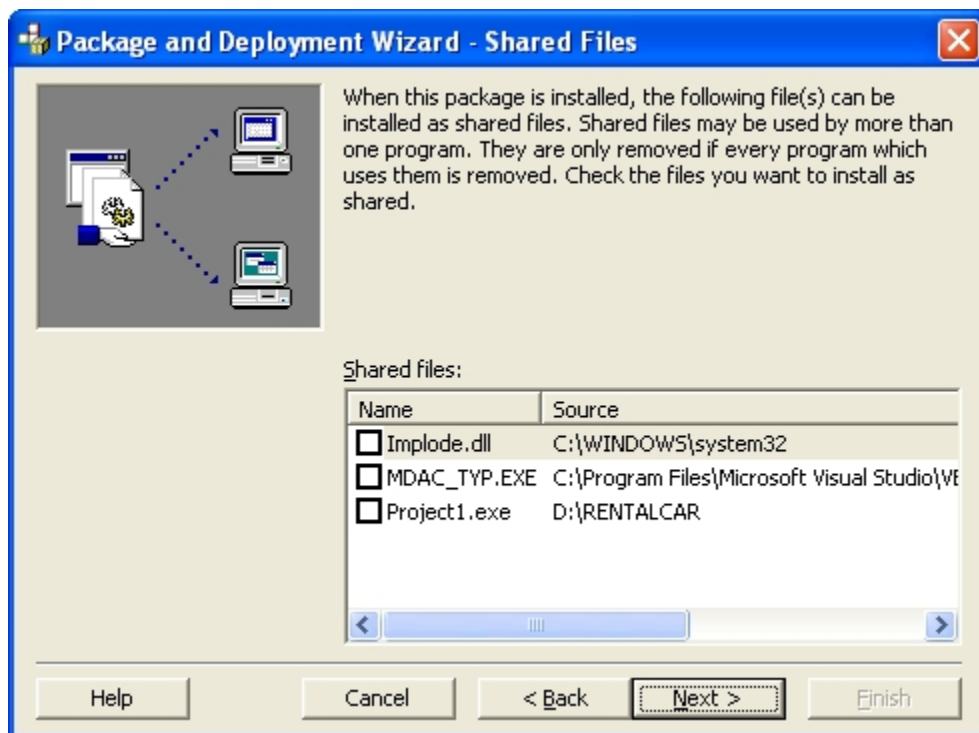 Package and Deployment Wizard - Shared Files
When this package is installed, the following file(s) can be
installed as shared files. Shared files may be used by more than
one program. They are only removed if every program which
uses them is removed. Check the files you want to install as
shared.
Shared files:
Name Source
Implode.dll C:\WINDOWS\system32
MDAC_TYP.EXE C:\Program Files\Microsoft Visual Studio\VB
Project1.exe D:\RENTALCAR
Help Cancel < Back Next > Finish